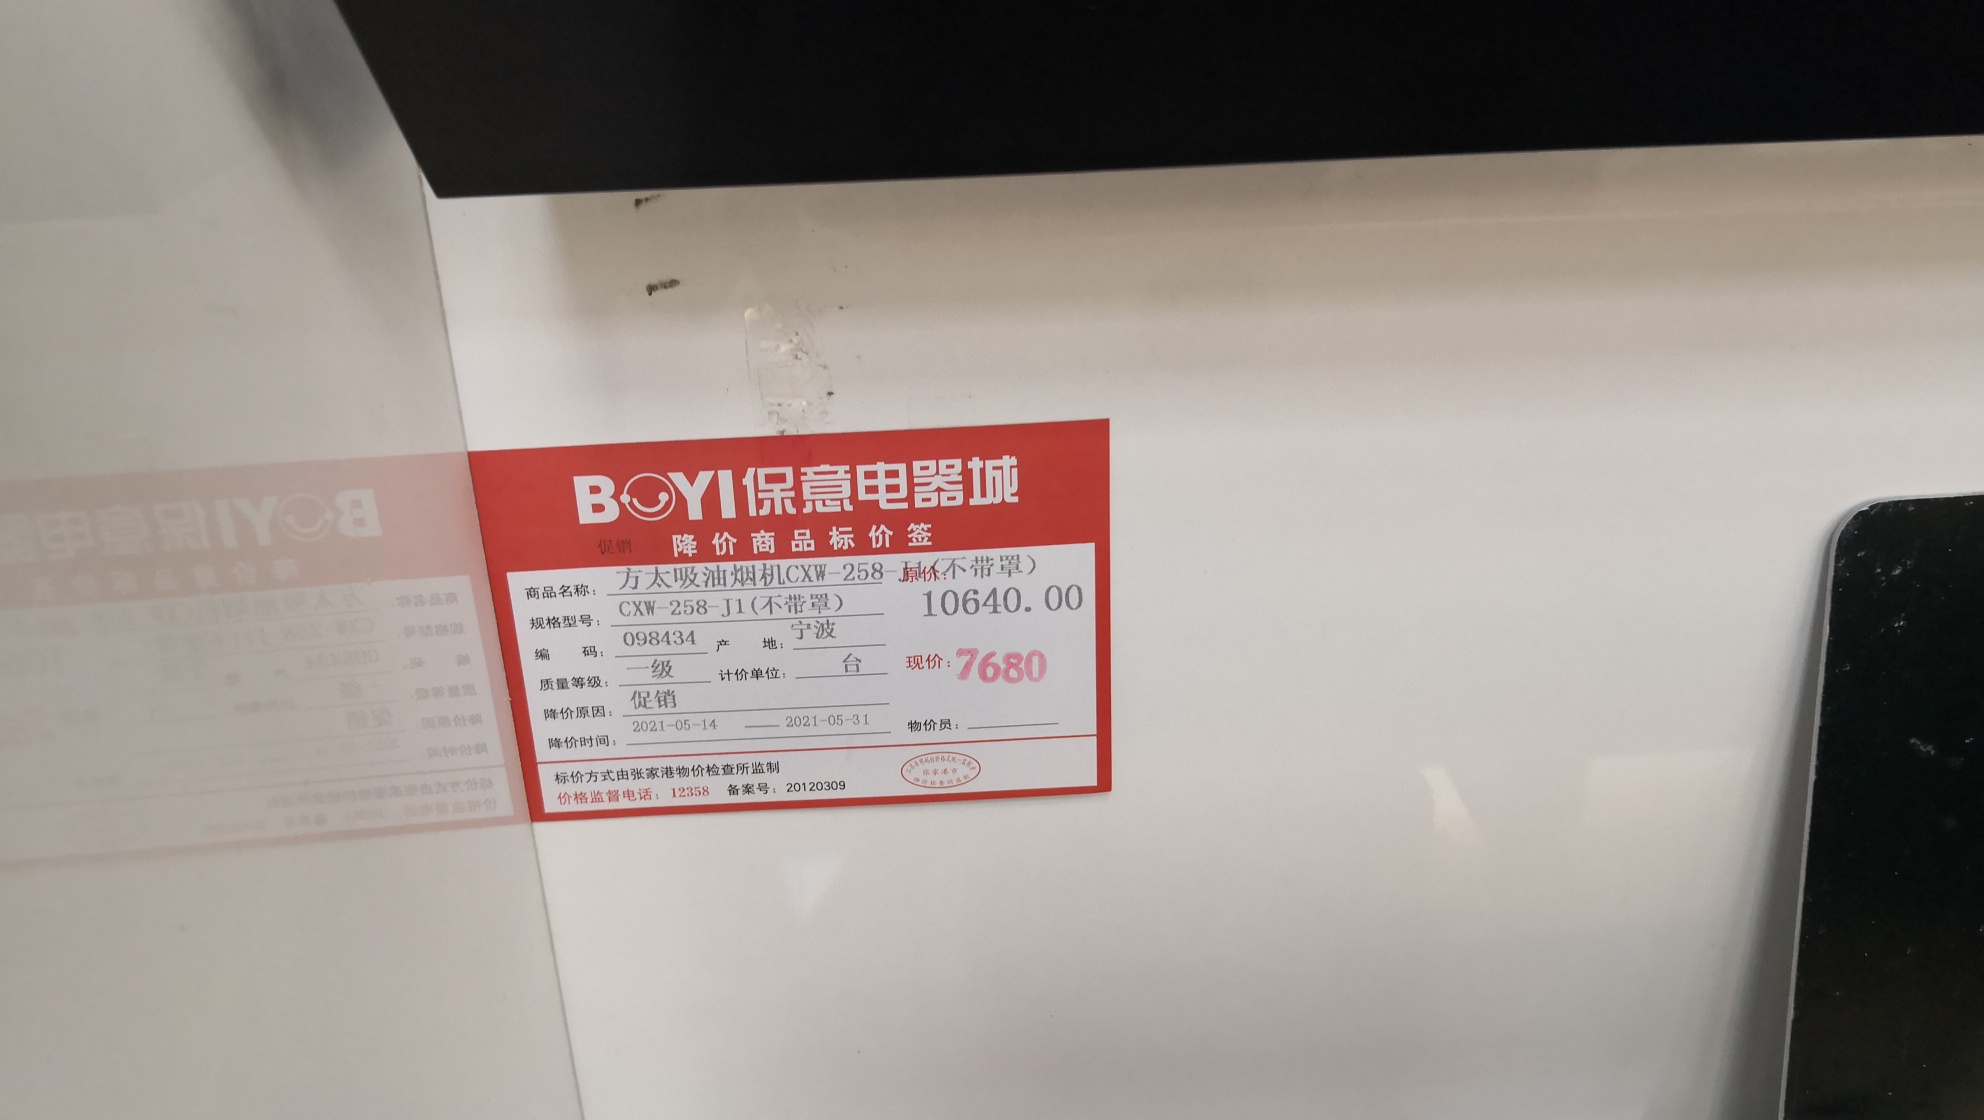 BOYI保意电器城
促销 降价商品标价签
商品名称： 方太吸油烟机CXW-258-J1(不带罩)
原价：
规格型号： CXW-258-J1(不带罩)
10640.00
编 码： 098434 产 地： 宁波
质量等级： 一级 计价单位： 台
现价：7680
降价原因： 促销
降价时间： 2021-05-14 —— 2021-05-31
物价员：
标价方式由张家港物价检查所监制
价格监督电话：12358 备案号：20120309
张家港市